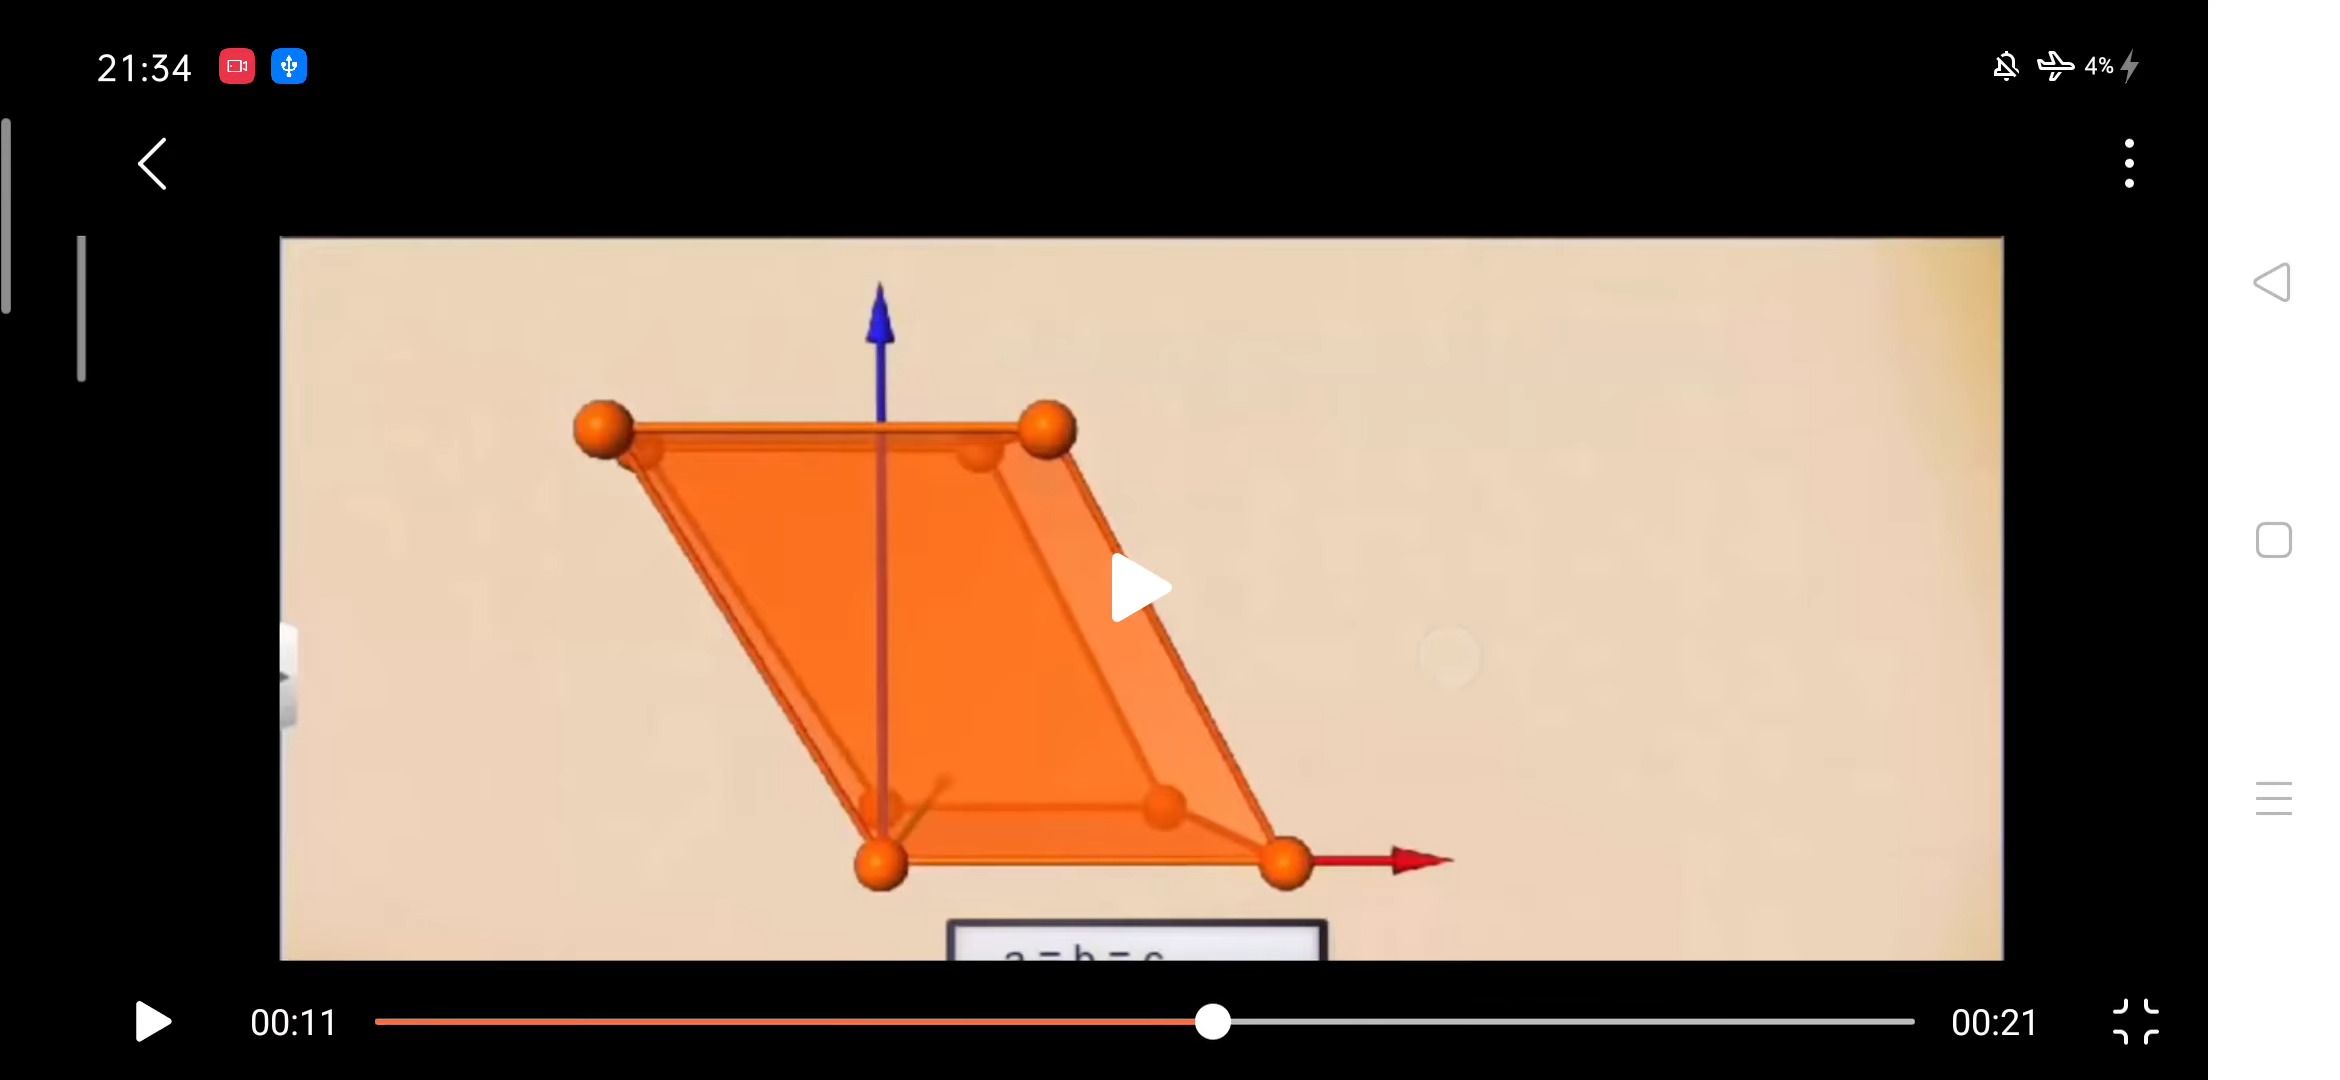 21:34
4%
a = b = c
00:11
00:21